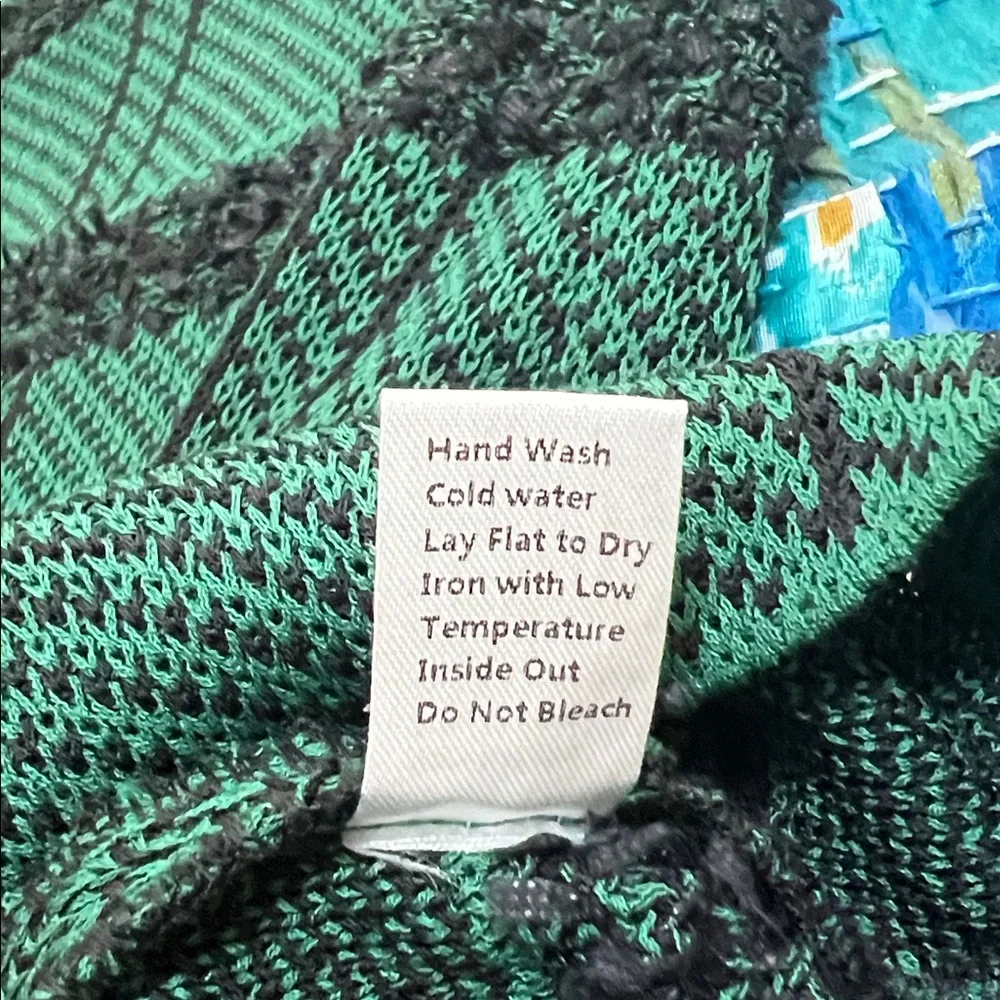 Hand Wash
Cold water
Lay Flat to Dry
Iron with Low
Temperature
Inside Out
Do Not Bleach